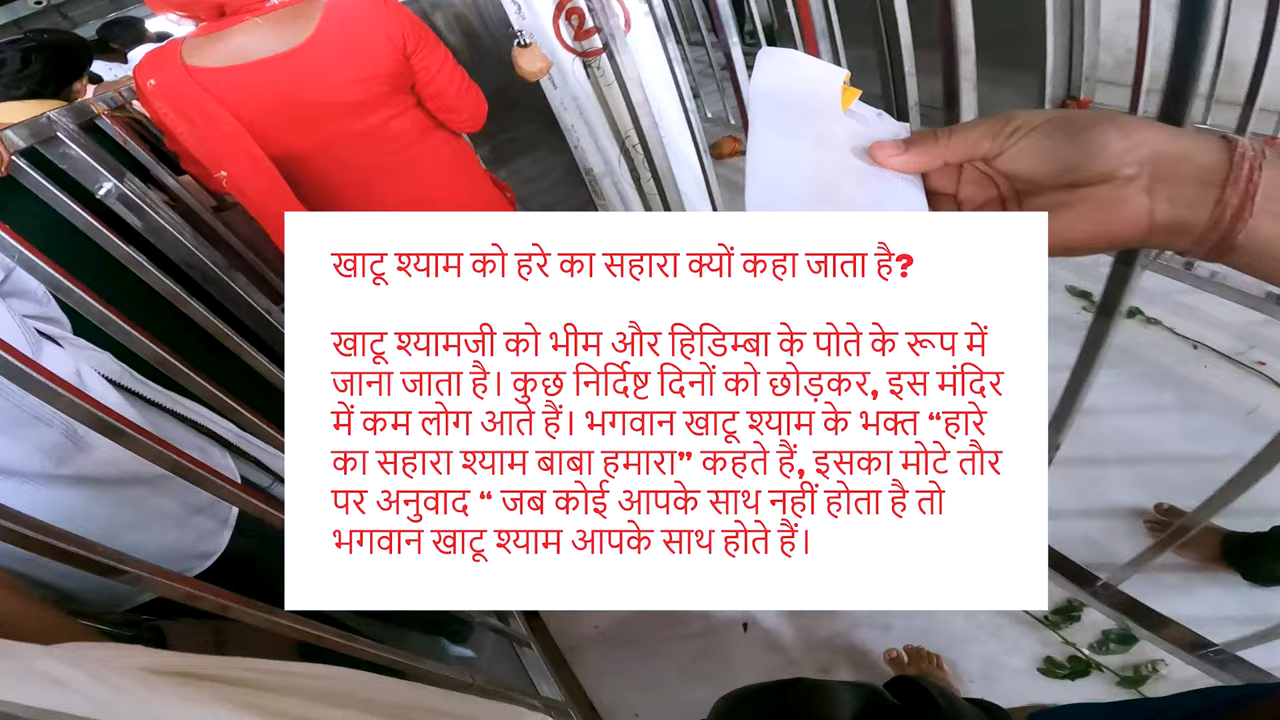 २
खाटू श्याम को हरे का सहारा क्यों कहा जाता है?
खाटू श्यामजी को भीम और हिडिम्बा के पोते के रूप में
जाना जाता है। कुछ निर्दिष्ट दिनों को छोड़कर, इस मंदिर
में कम लोग आते हैं। भगवान खाटू श्याम के भक्त “हारे
का सहारा श्याम बाबा हमारा” कहते हैं, इसका मोटे तौर
पर अनुवाद “ जब कोई आपके साथ नहीं होता है तो
भगवान खाटू श्याम आपके साथ होते हैं।